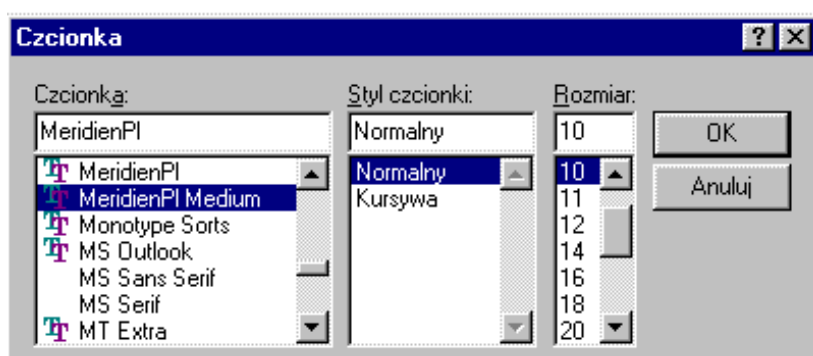 Czcionka
Czcionka: Styl czcionki: Rozmiar:
MeridienPl Normalny 10 OK
MeridienPl Normalny 10 Anuluj
MeridienPl Medium Kursywa 11
Monotype Sorts 12
MS Outlook 14
MS Sans Serif 16
MS Serif 18
MT Extra 20